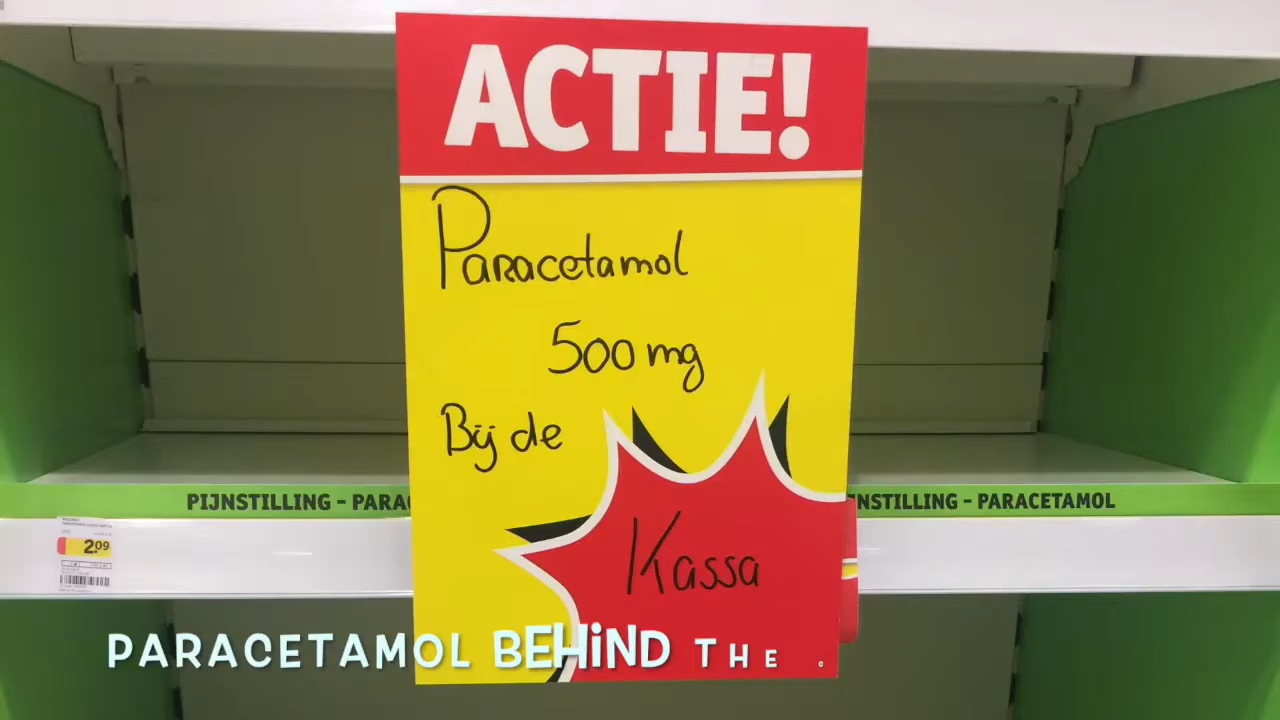 ACTIE!
Paracetamol
500 mg
Bij de
Kassa
PIJNSTILLING - PARAC
NSTILLING - PARACETAMOL
2.09
PARACETAMOL BEHiND THE